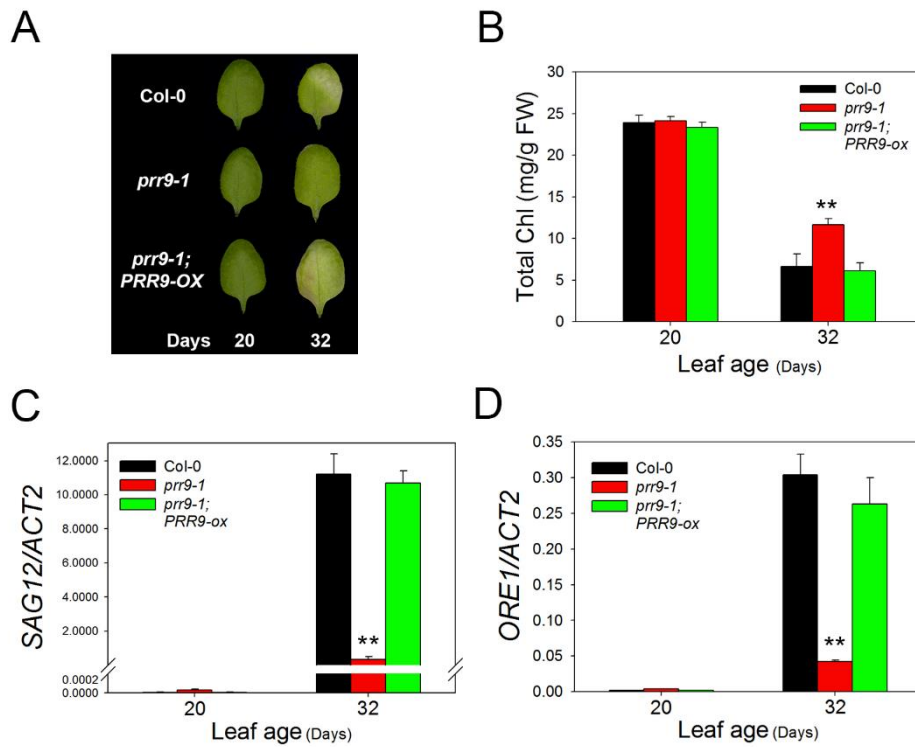 A
Col-0
prr9-1
prr9-1;
PRR9-OX
Days 20 32
B
Total Chl (mg/g FW)
30
25
20
15
10
5
0
Col-0
prr9-1
prr9-1;
PRR9-ox
**
20 32
Leaf age (Days)
C
SAG12/ACT2
12.0000
10.0000
8.0000
6.0000
4.0000
2.0000
0.0002
0.0000
Col-0
prr9-1
prr9-1;
PRR9-ox
**
20 32
Leaf age (Days)
D
ORE1/ACT2
0.35
0.30
0.25
0.20
0.15
0.10
0.05
0.00
Col-0
prr9-1
prr9-1;
PRR9-ox
**
20 32
Leaf age (Days)